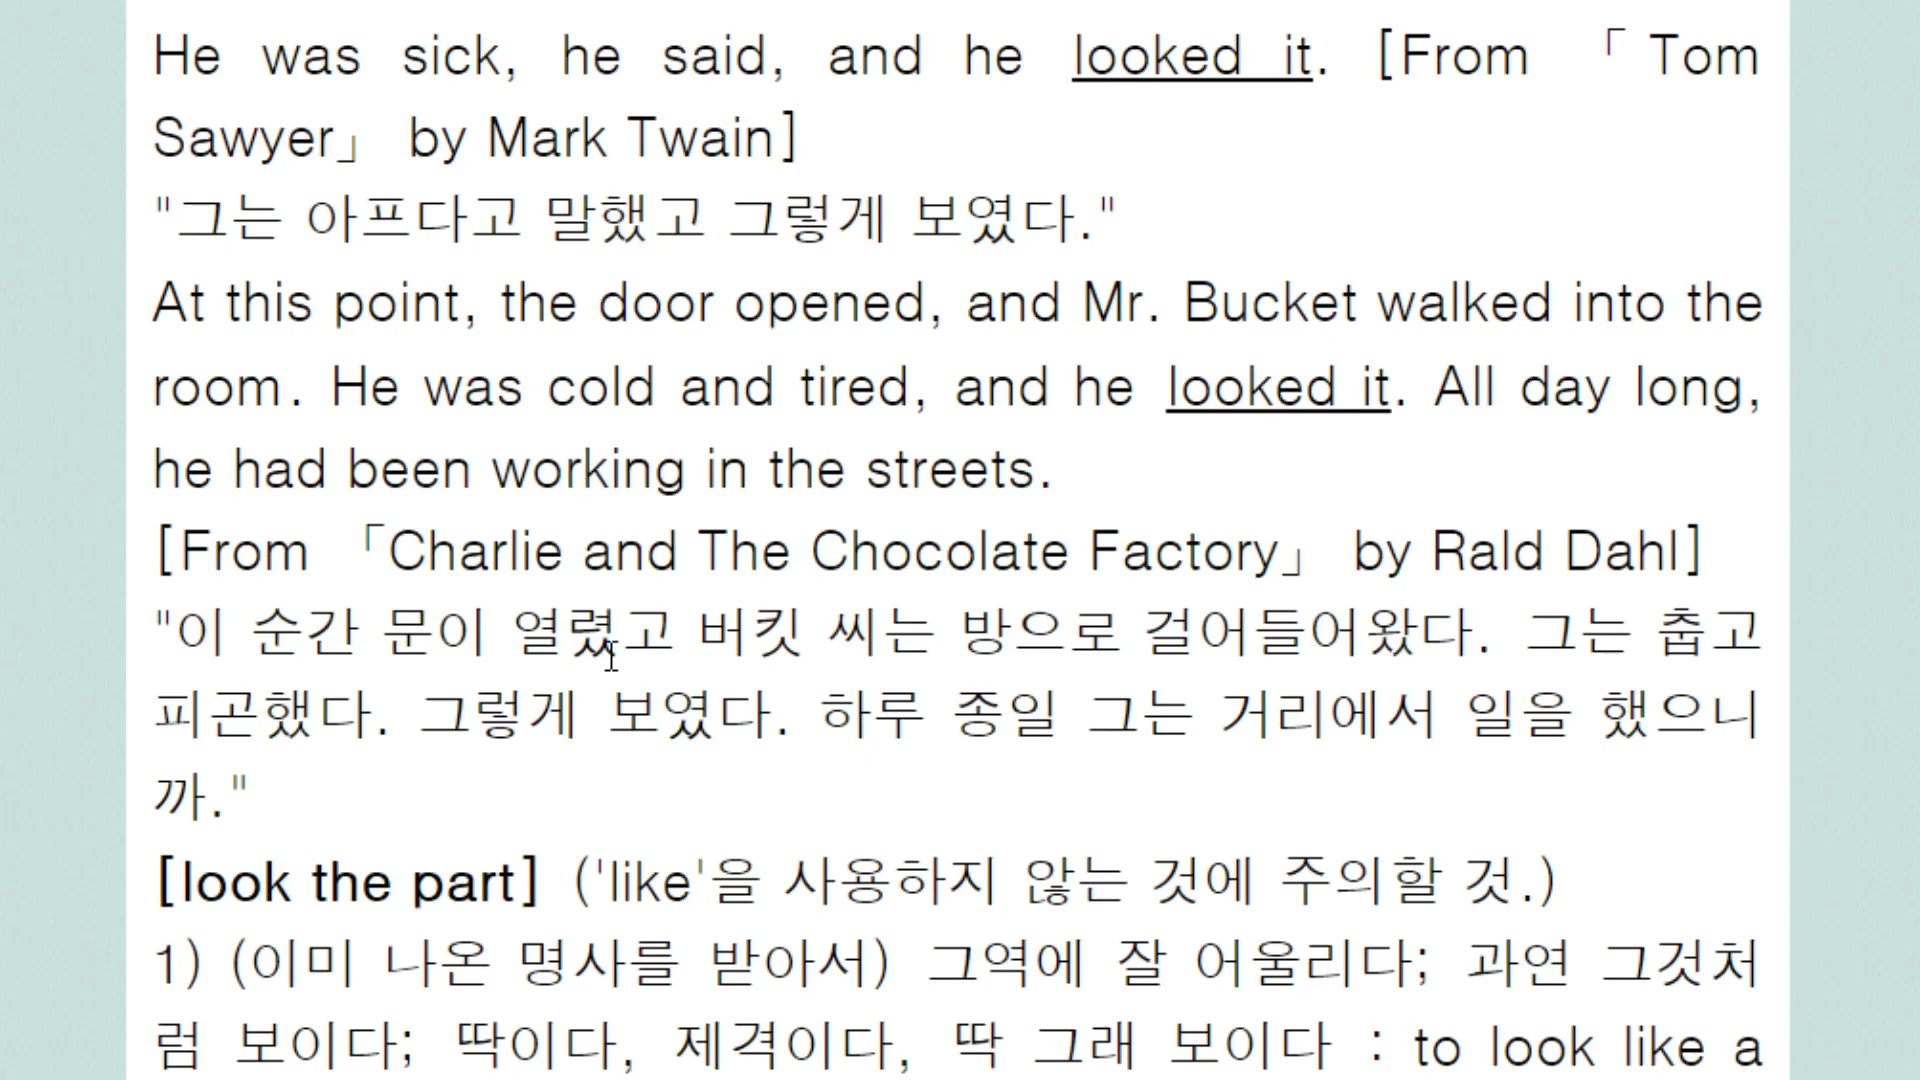 He was sick, he said, and he looked it. [From 「Tom
Sawyer」 by Mark Twain]
"그는 아프다고 말했고 그렇게 보였다."
At this point, the door opened, and Mr. Bucket walked into the
room. He was cold and tired, and he looked it. All day long,
he had been working in the streets.
[From 「Charlie and The Chocolate Factory」 by Rald Dahl]
"이 순간 문이 열렸고 버킷 씨는 방으로 걸어들어왔다. 그는 춥고
피곤했다. 그렇게 보였다. 하루 종일 그는 거리에서 일을 했으니
까."
[look the part] ('like'을 사용하지 않는 것에 주의할 것.)
1) (이미 나온 명사를 받아서) 그역에 잘 어울리다; 과연 그것처
럼 보이다; 딱이다, 제격이다, 딱 그래 보이다 : to look like a